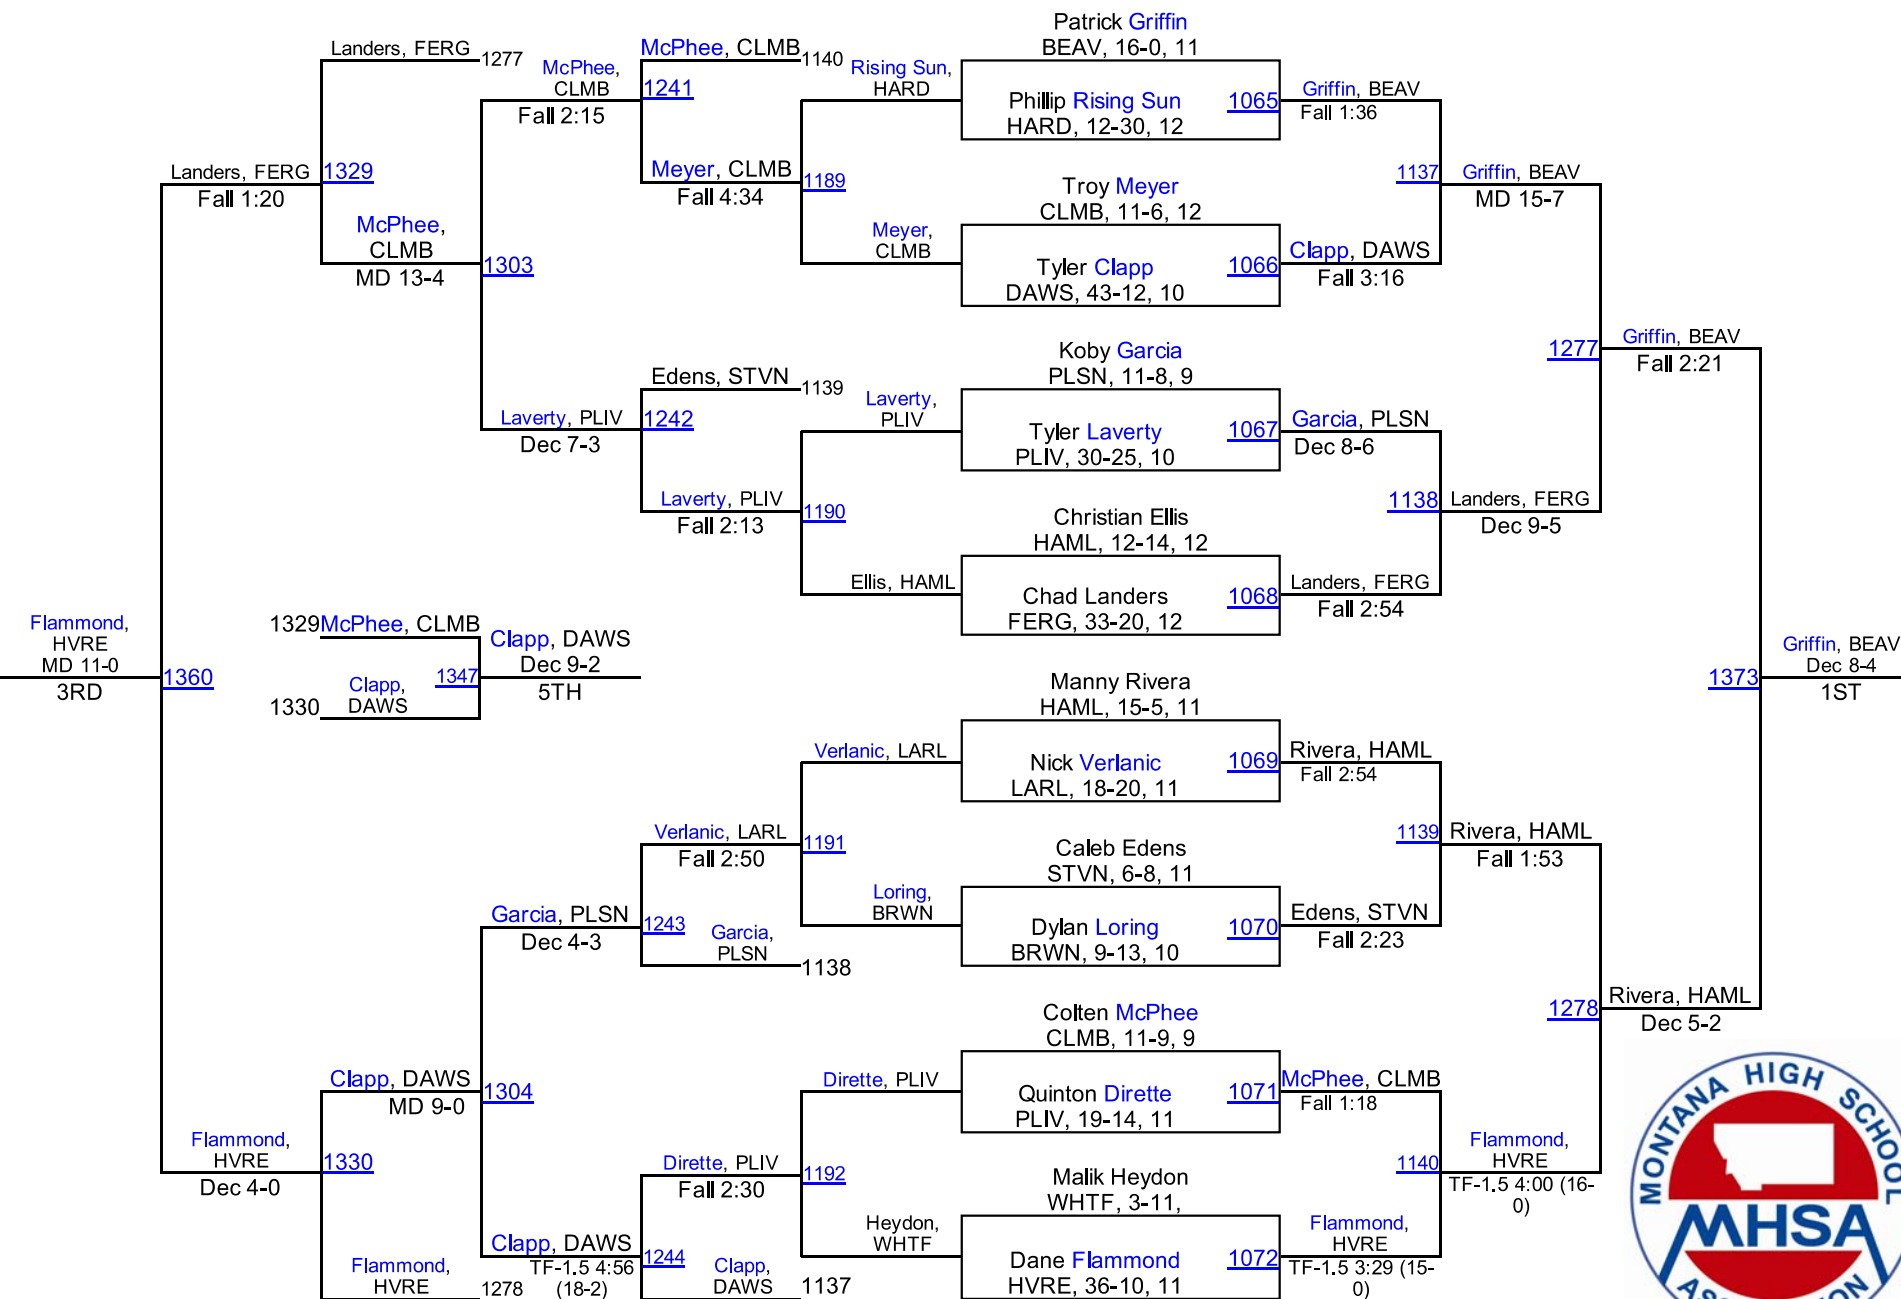 Patrick Griffin
BEAV, 16-0, 11
Phillip Rising Sun
HARD, 12-30, 12
1065
Troy Meyer
CLMB, 11-6, 12
Tyler Clapp
DAWS, 43-12, 10
1066
Koby Garcia
PLSN, 11-8, 9
Tyler Laverty
PLIV, 30-25, 10
1067
Christian Ellis
HAML, 12-14, 12
Chad Landers
FERG, 33-20, 12
1068
Manny Rivera
HAML, 15-5, 11
Nick Verlanic
LARL, 18-20, 11
1069
Caleb Edens
STVN, 6-8, 11
Dylan Loring
BRWN, 9-13, 10
1070
Colten McPhee
CLMB, 11-9, 9
Quinton Dirette
PLIV, 19-14, 11
1071
Malik Heydon
WHTF, 3-11,
Dane Flammond
HVRE, 36-10, 11
1072
Griffin, BEAV
Fall 1:36
Clapp, DAWS
Fall 3:16
Garcia, PLSN
Dec 8-6
Landers, FERG
Fall 2:54
Rivera, HAML
Fall 2:54
Edens, STVN
Fall 2:23
McPhee, CLMB
Fall 1:18
Flammond,
HVRE
TF-1.5 3:29 (15-
0)
1137
Griffin, BEAV
MD 15-7
1138
Landers, FERG
Dec 9-5
1139
Rivera, HAML
Fall 1:53
1140
Flammond,
HVRE
TF-1.5 4:00 (16-
0)
1277
Griffin, BEAV
Fall 2:21
1278
Rivera, HAML
Dec 5-2
1373
Griffin, BEAV
Dec 8-4
1ST
Rising Sun,
HARD
Meyer,
CLMB
1189
Laverty,
PLIV
Ellis, HAML
1190
Verlanic, LARL
Loring,
BRWN
1191
Dirette, PLIV
Heydon,
WHTF
1192
McPhee, CLMB
1140
Meyer, CLMB
Fall 4:34
1241
Edens, STVN
1139
Laverty, PLIV
Fall 2:13
1242
Verlanic, LARL
Fall 2:50
Garcia,
PLSN
1138
1243
Dirette, PLIV
Fall 2:30
Clapp,
DAWS
1137
1244
McPhee,
CLMB
Fall 2:15
Laverty, PLIV
Dec 7-3
1303
Garcia, PLSN
Dec 4-3
Clapp, DAWS
TF-1.5 4:56
(18-2)
1304
Landers, FERG
1277
McPhee,
CLMB
MD 13-4
1329
Clapp, DAWS
MD 9-0
Flammond,
HVRE
1278
1330
Landers, FERG
Fall 1:20
Flammond,
HVRE
Dec 4-0
1360
Flammond,
HVRE
MD 11-0
3RD
1329
McPhee, CLMB
1330
Clapp,
DAWS
1347
Clapp, DAWS
Dec 9-2
5TH
MONTANA HIGH SCHOOL
MHSA